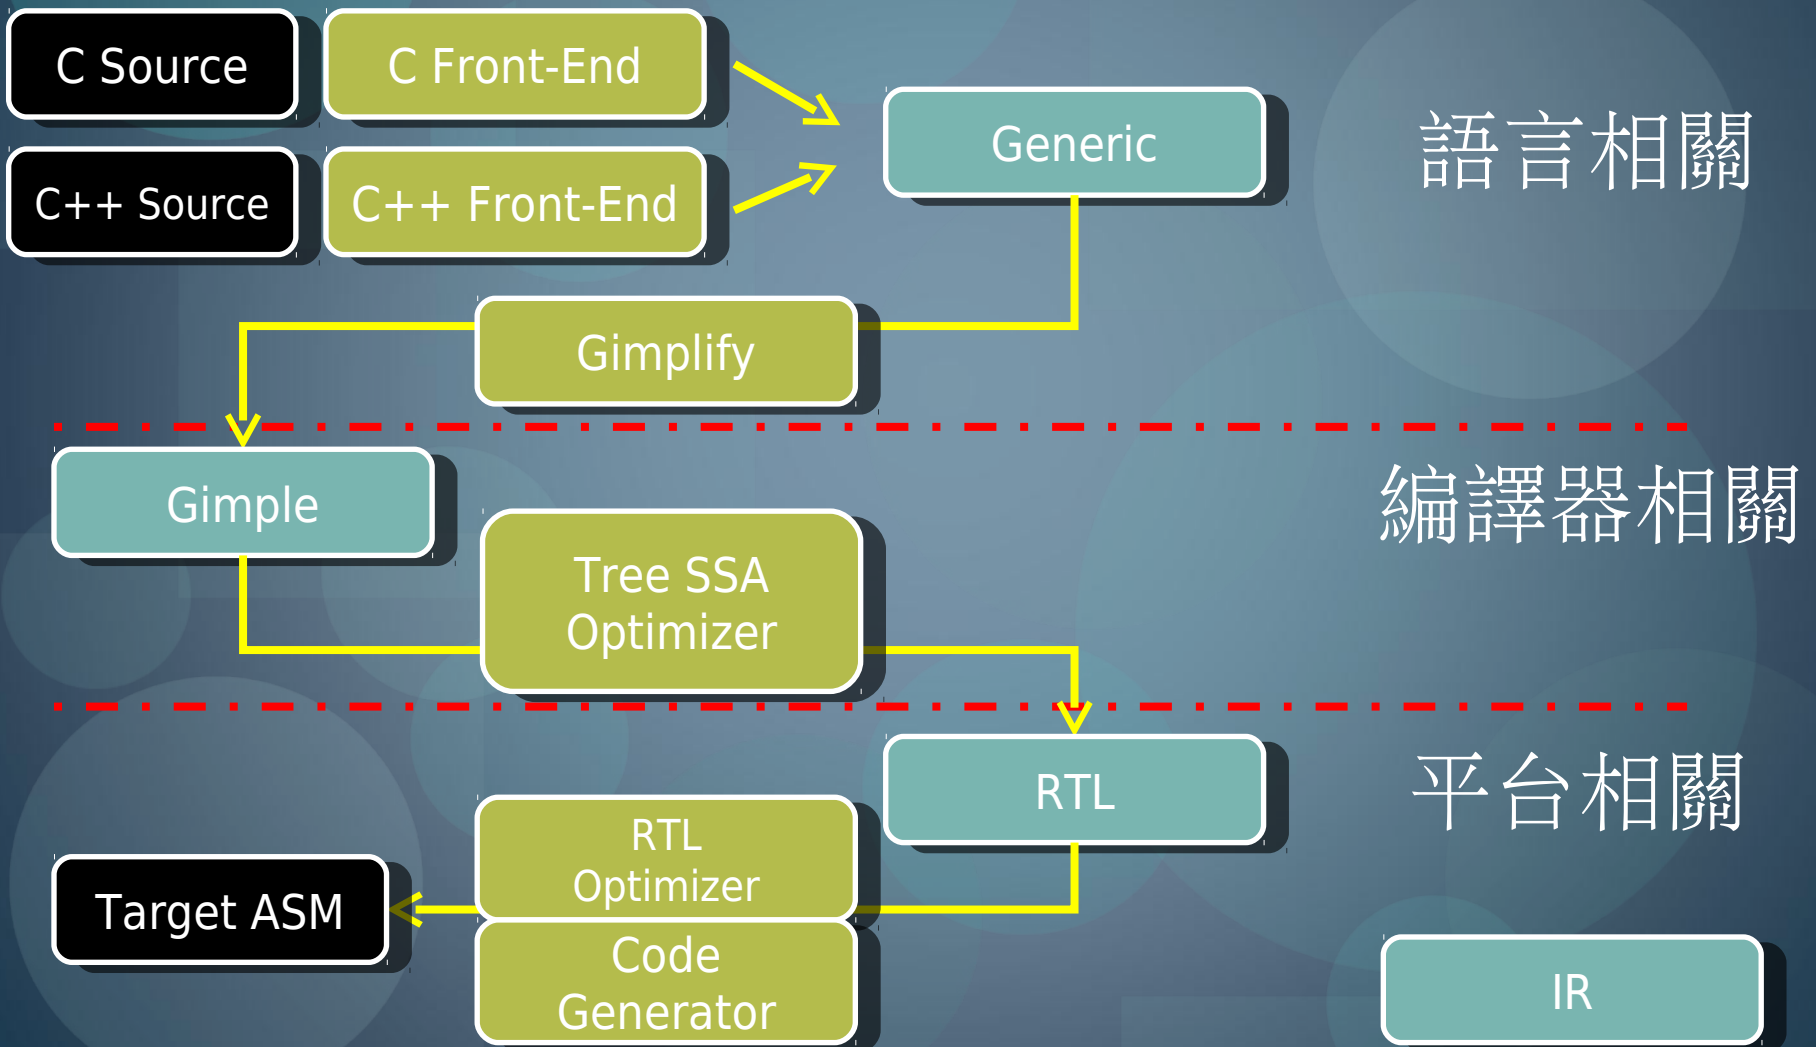 C Source
C Front-End
C++ Source
C++ Front-End
Generic
語言相關
Gimplify
Gimple
編譯器相關
Tree SSA
Optimizer
RTL
平台相關
RTL
Optimizer
Target ASM
Code
Generator
IR